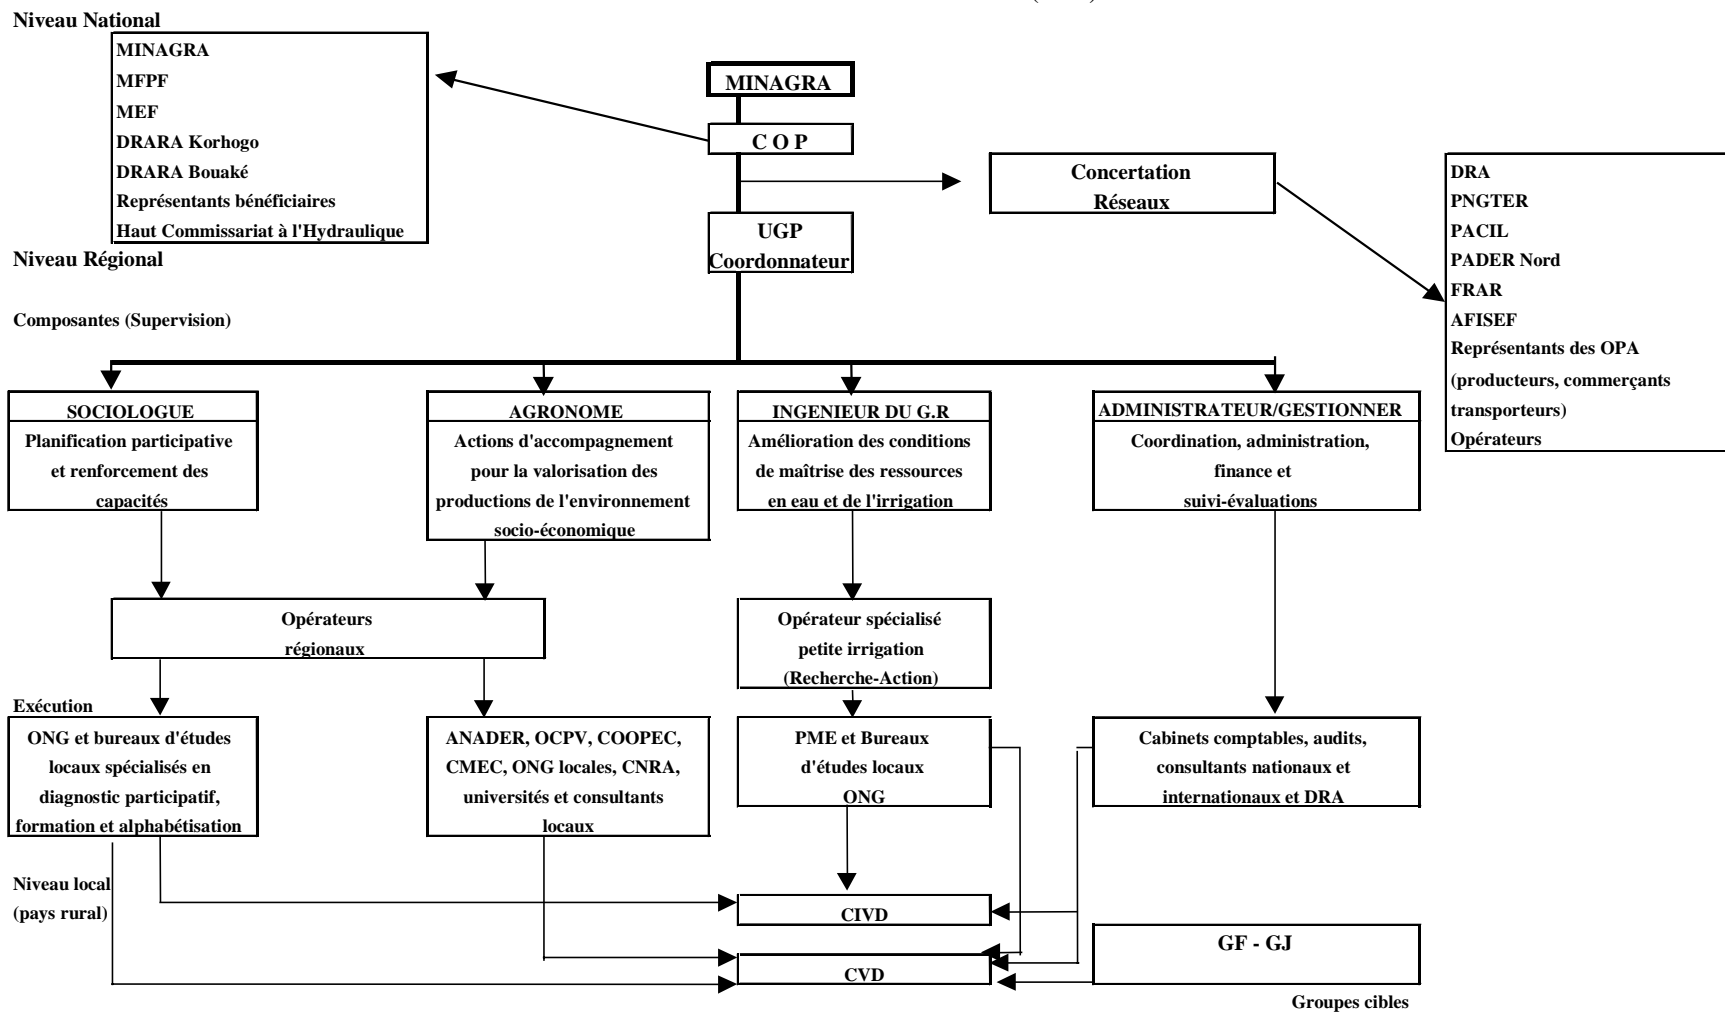 Niveau National
MINAGRA
MFPF
MEF
DRARA Korhogo
DRARA Bouaké
Représentants bénéficiaires
Haut Commissariat à l'Hydraulique
MINAGRA
C O P
Concertation
Réseaux
UGP
Coordonnateur
DRA
PNGTER
PACIL
PADER Nord
FRAR
AFISEF
Représentants des OPA
(producteurs, commerçants
transporteurs)
Opérateurs
Niveau Régional
Composantes (Supervision)
SOCIOLOGUE
Planification participative
et renforcement des
capacités
AGRONOME
Actions d'accompagnement
pour la valorisation des
productions de l'environnement
socio-économique
INGENIEUR DU G.R
Amélioration des conditions
de maîtrise des ressources
en eau et de l'irrigation
ADMINISTRATEUR/GESTIONNER
Coordination, administration,
finance et
suivi-évaluations
Opérateurs
régionaux
Opérateur spécialisé
petite irrigation
(Recherche-Action)
Exécution
ONG et bureaux d'études
locaux spécialisés en
diagnostic participatif,
formation et alphabétisation
ANADER, OCPV, COOPEC,
CMEC, ONG locales, CNRA,
universités et consultants
locaux
PME et Bureaux
d'études locaux
ONG
Cabinets comptables, audits,
consultants nationaux et
internationaux et DRA
Niveau local
(pays rural)
CIVD
GF - GJ
CVD
Groupes cibles